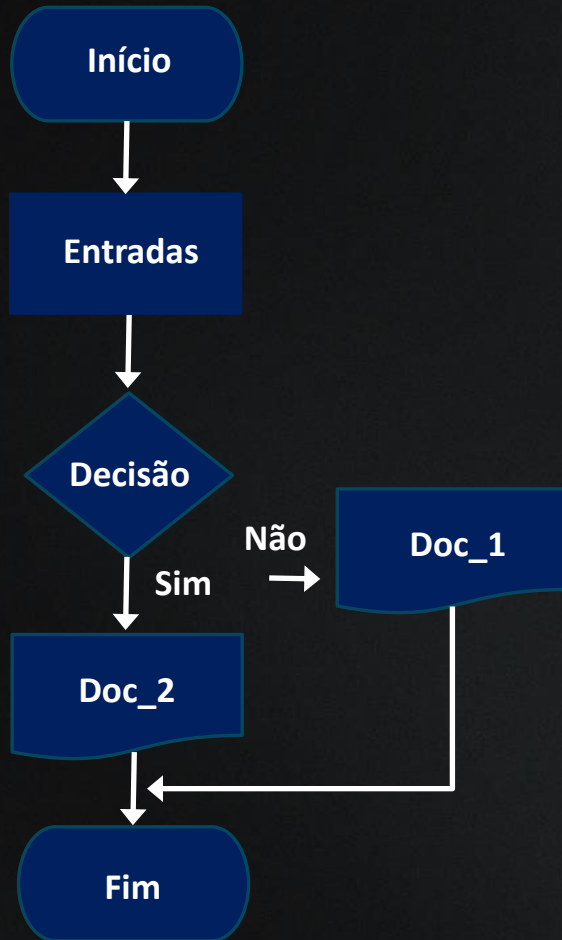 Início
Entradas
Decisão
Não
Doc_1
Sim
Doc_2
Fim